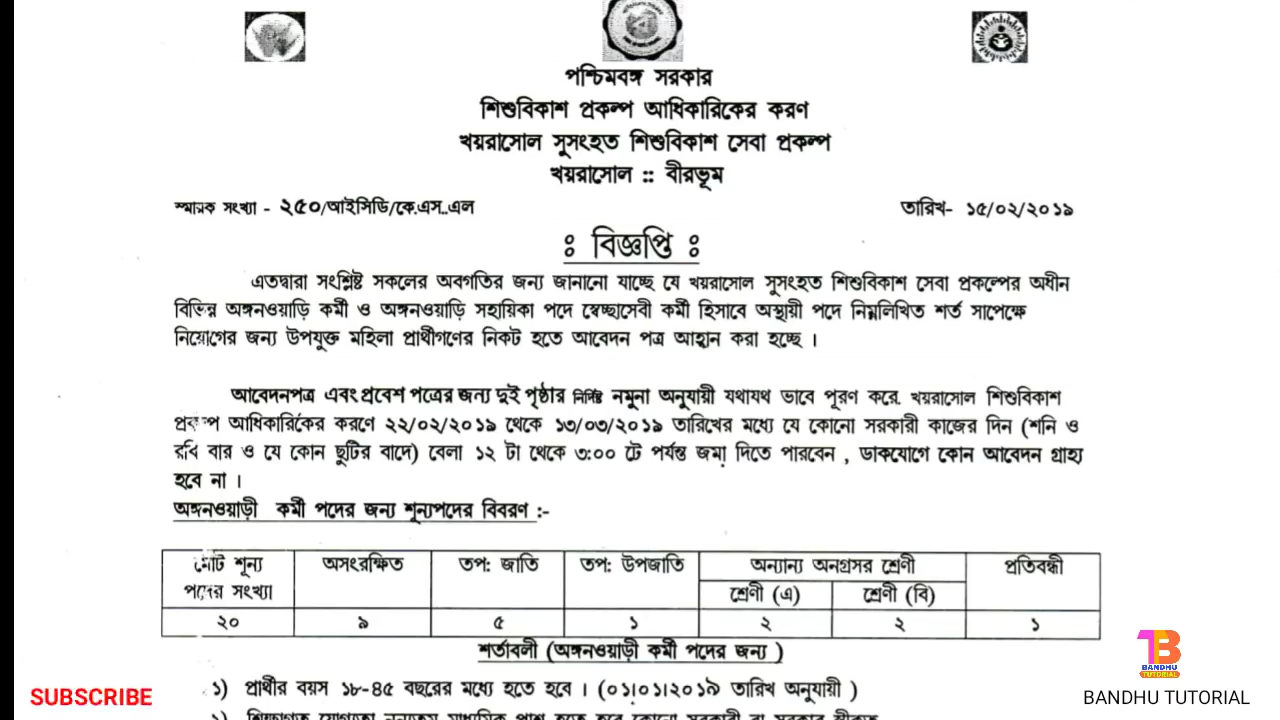 পশ্চিমবঙ্গ সরকার
শিশুবিকাশ প্রকল্প আধিকারিকের করণ
খয়রাসোল সুসংহত শিশুবিকাশ সেবা প্রকল্প
খয়রাসোল :: বীরভূম
স্মারক সংখ্যা - ২৫০/আইসিডি/কে.এস..এল তারিখ- ১৫/০২/২০১৯
ঃ বিজ্ঞপ্তি ঃ
এতদ্বারা সংশ্লিষ্ট সকলের অবগতির জন্য জানানো যাচ্ছে যে খয়রাসোল সুসংহত শিশুবিকাশ সেবা প্রকল্পের অধীন
বিভিন্ন অঙ্গনওয়াড়ি কর্মী ও অঙ্গনওয়াড়ি সহায়িকা পদে স্বেচ্ছাসেবী কর্মী হিসাবে অস্থায়ী পদে নিম্নলিখিত শর্ত সাপেক্ষে
নিয়োগের জন্য উপযুক্ত মহিলা প্রার্থীগণের নিকট হতে আবেদন পত্র আহ্বান করা হচ্ছে ।
আবেদনপত্র এবং প্রবেশ পত্রের জন্য দুই পৃষ্ঠার নির্দিষ্ট নমুনা অনুযায়ী যথাযথ ভাবে পূরণ করে. খয়রাসোল শিশুবিকাশ
প্রকল্প আধিকারিকের করণে ২২/০২/২০১৯ থেকে ১৩/০৩/২০১৯ তারিখের মধ্যে যে কোনো সরকারী কাজের দিন (শনি ও
রবি বার ও যে কোন ছুটির বাদে) বেলা ১২ টা থেকে ৩:০০ টে পর্যন্ত জমা দিতে পারবেন , ডাকযোগে কোন আবেদন গ্রাহ্য
হবে না ।
অঙ্গনওয়াড়ী কর্মী পদের জন্য শূন্যপদের বিবরণ :-
মোট শূন্য অসংরক্ষিত তপ: জাতি তপ: উপজাতি অন্যান্য অনগ্রসর শ্রেণী প্রতিবন্ধী
পদের সংখ্যা শ্রেণী (এ) শ্রেণী (বি)
২০ ৯ ৫ ১ ২ ২ ১
শর্তাবলী (অঙ্গনওয়াড়ী কর্মী পদের জন্য )
১) প্রার্থীর বয়স ১৮-৪৫ বছরের মধ্যে হতে হবে । (০১|০১|২০১৯ তারিখ অনুযায়ী )
BANDHU
TUTORIAL
SUBSCRIBE BANDHU TUTORIAL